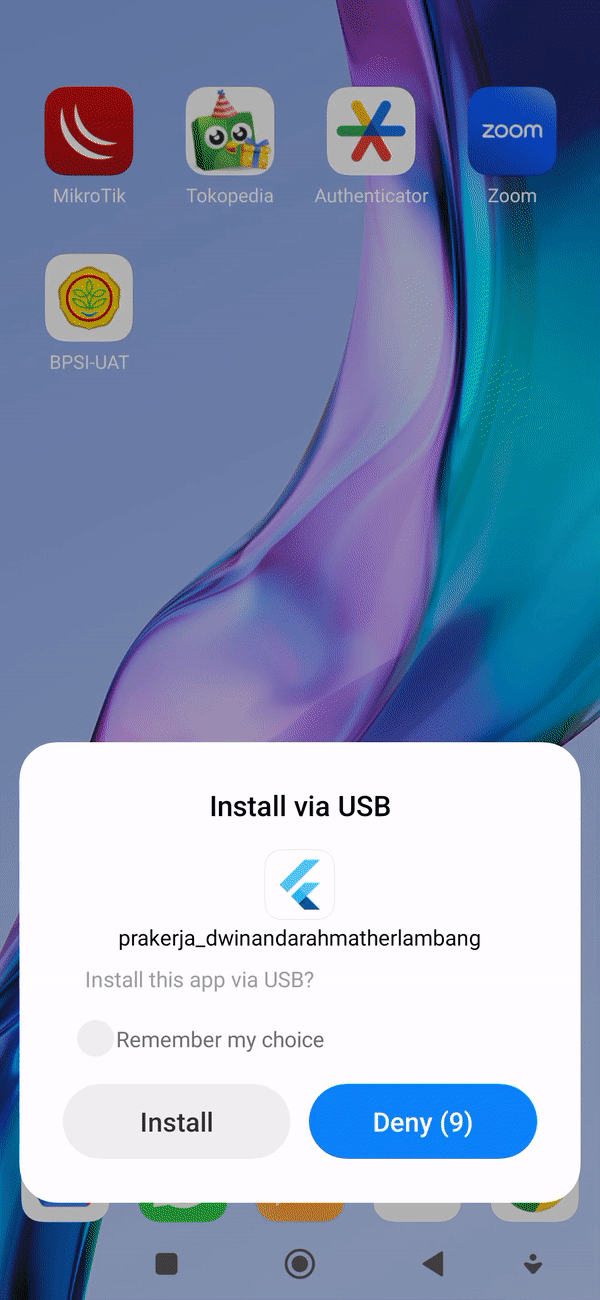 MikroTik
Tokopedia
Authenticator
zoom
Zoom
BPSI-UAT
Install via USB
prakerja_dwinandarahmatherlambang
Install this app via USB?
Remember my choice
Install
Deny (9)